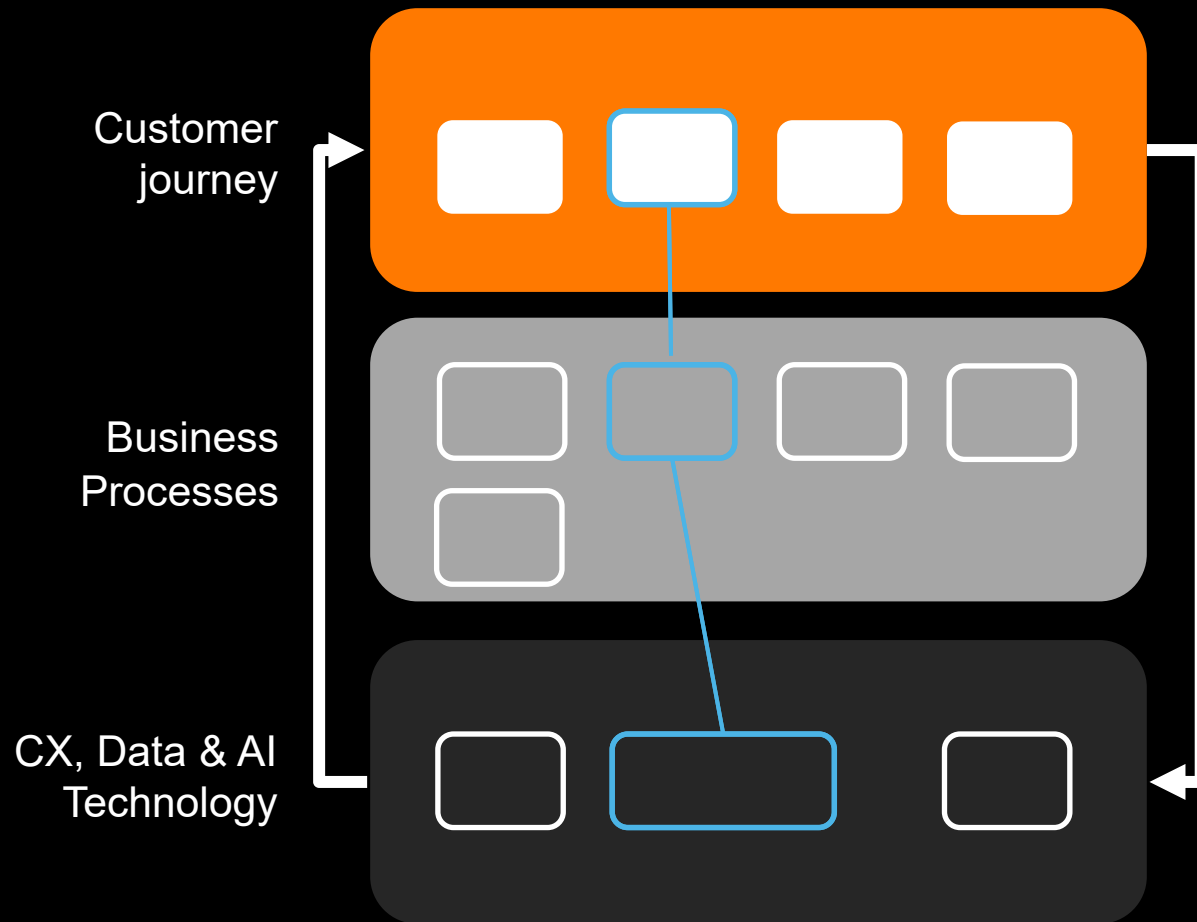 Customer
journey
Business
Processes
CX, Data & AI
Technology